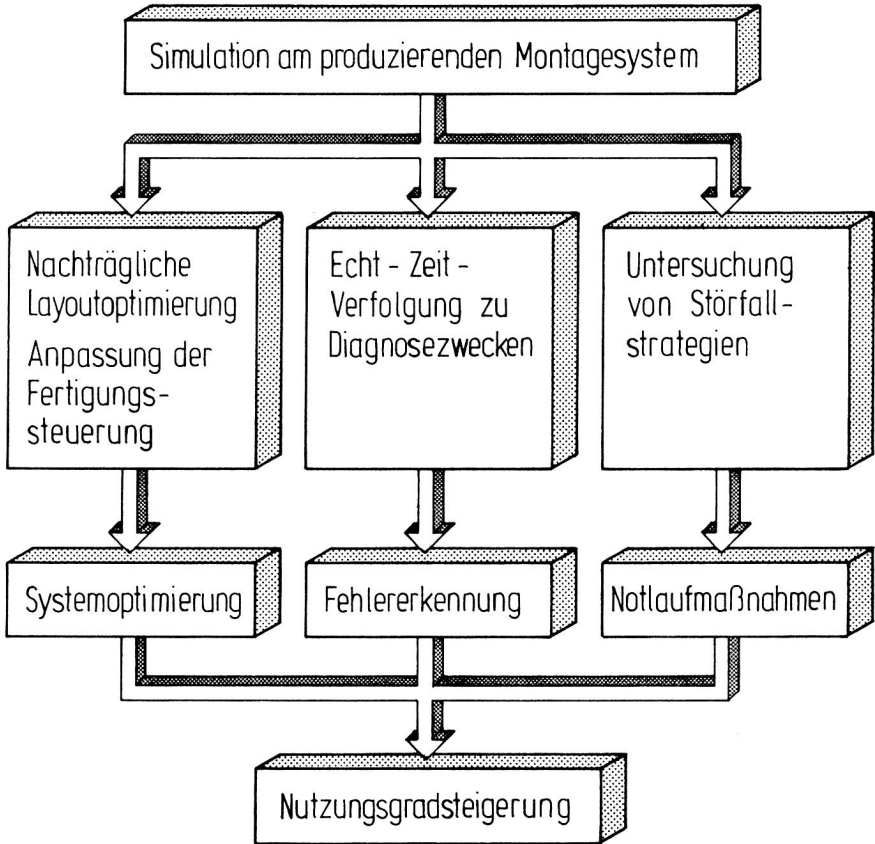 Simulation am produzierenden Montagesystem
Nachträgliche
Layoutoptimierung
Anpassung der
Fertigungs-
steuerung
Echt - Zeit -
Verfolgung zu
Diagnosezwecken
Untersuchung
von Störfall-
strategien
Systemoptimierung
Fehlererkennung
Notlaufmaßnahmen
Nutzungsgradsteigerung